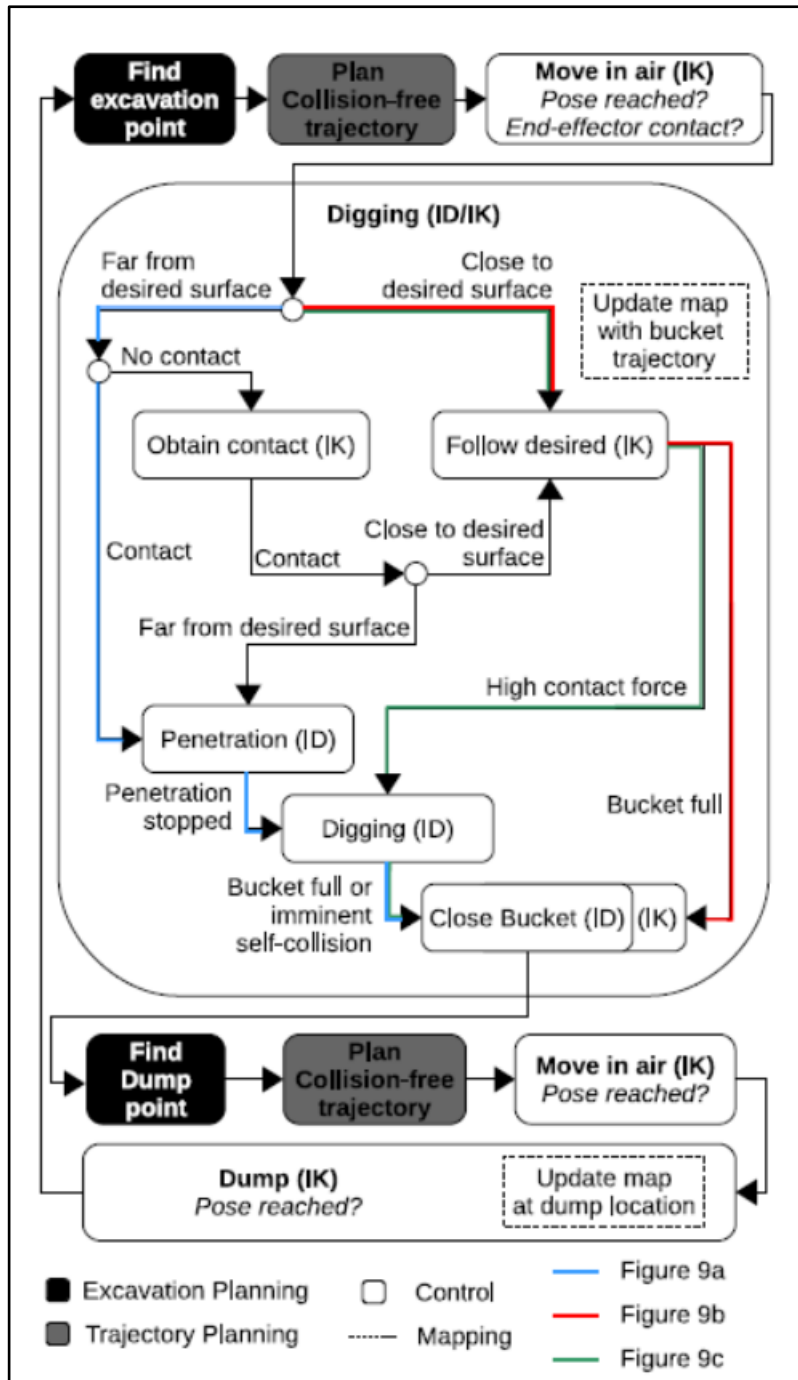 Find
excavation
point
Plan
Collision-free
trajectory
Move in air (IK)
Pose reached?
End-effector contact?
Digging (ID/IK)
Far from
desired surface
Close to
desired surface
Update map
with bucket
trajectory
No contact
Obtain contact (IK)
Follow desired (IK)
Contact
Contact
Close to desired
surface
Far from desired surface
High contact force
Penetration (ID)
Penetration
stopped
Digging (ID)
Bucket full
Bucket full or
imminent
self-collision
Close Bucket (ID) (IK)
Find
Dump
point
Plan
Collision-free
trajectory
Move in air (IK)
Pose reached?
Dump (IK)
Pose reached?
Update map
at dump location
Excavation Planning
Control
Figure 9a
Trajectory Planning
Mapping
Figure 9b
Figure 9c